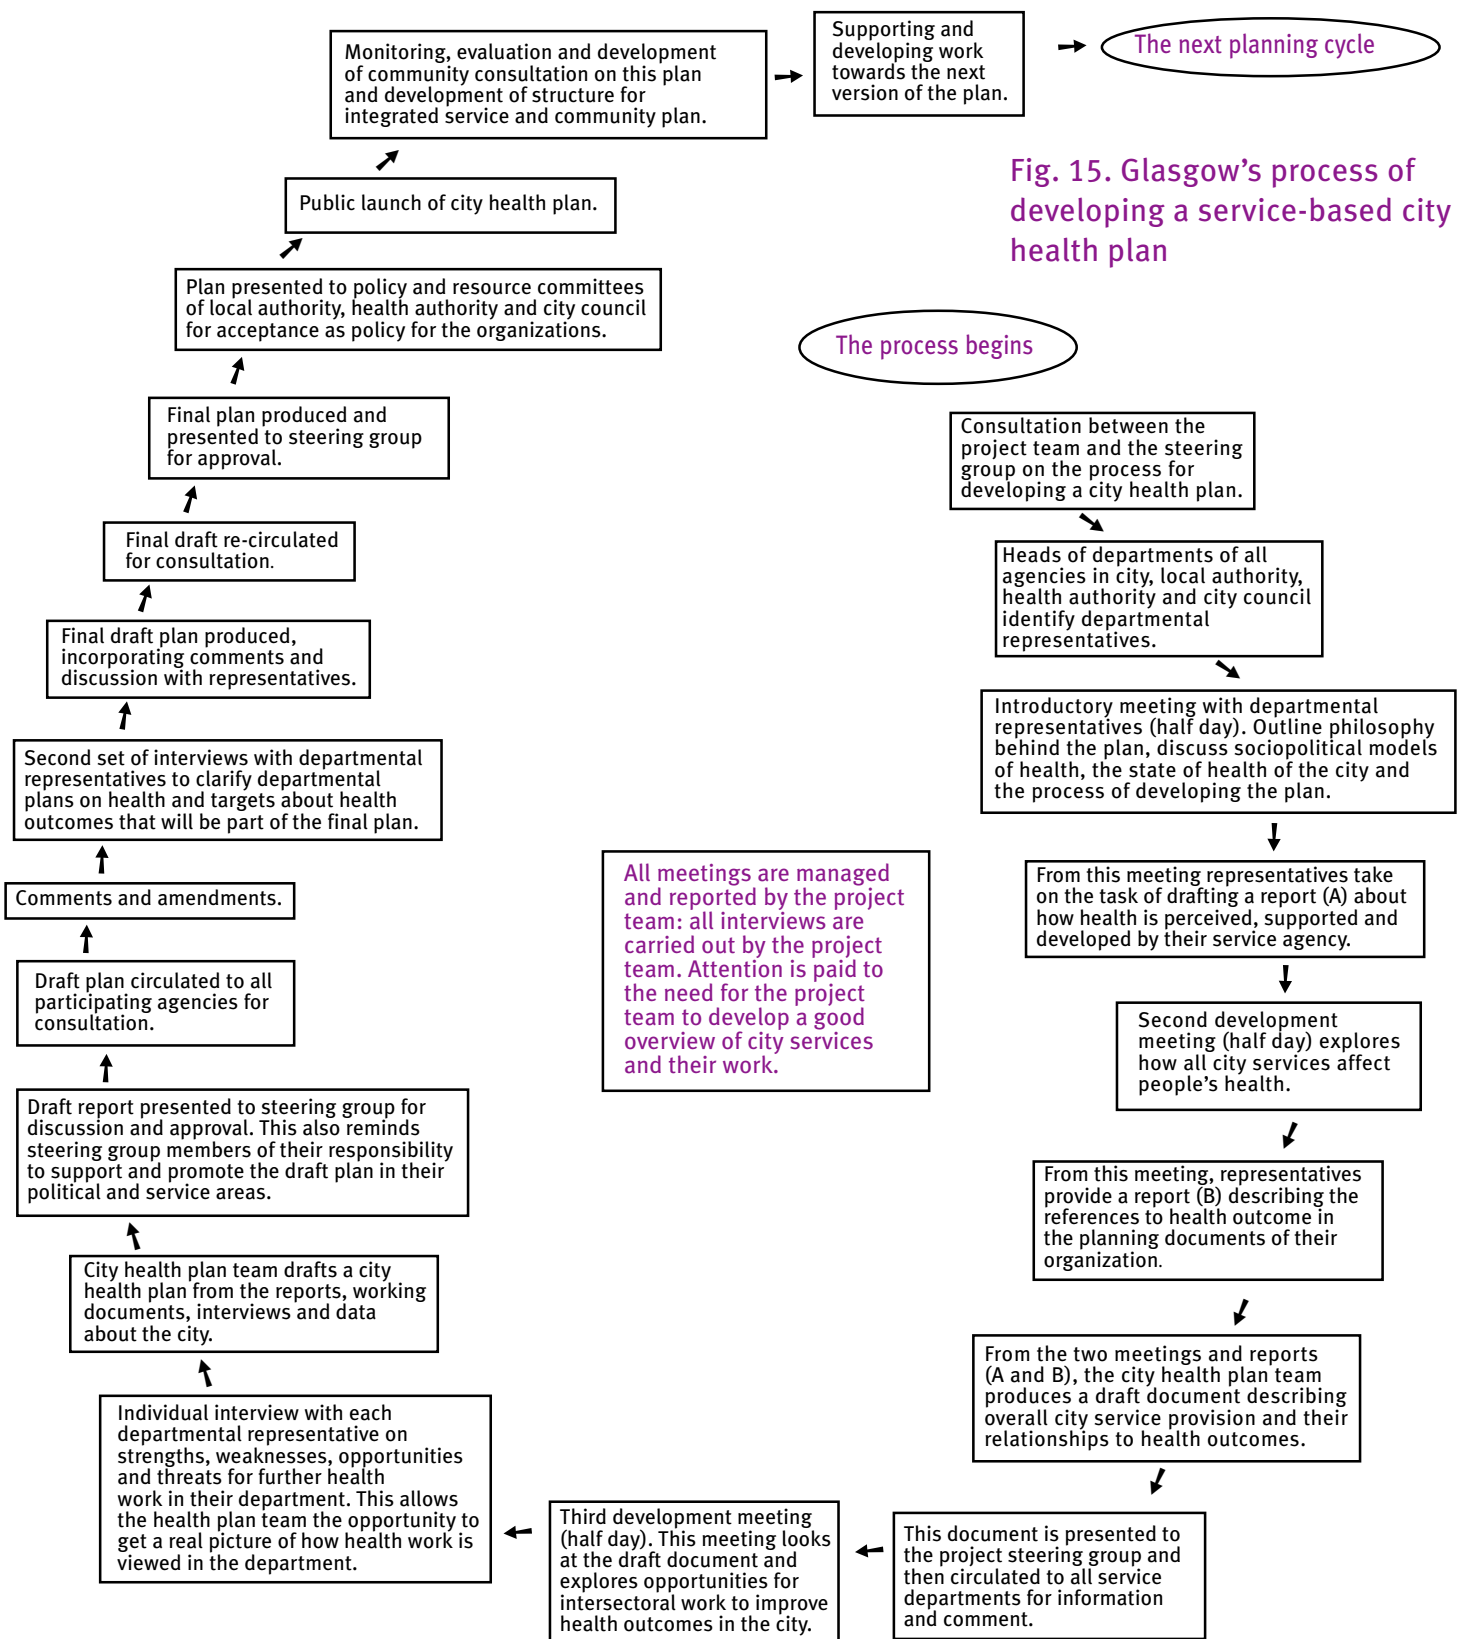 Fig. 15. Glasgow’s process of
developing a service-based city
health plan
The process begins
Consultation between the
project team and the steering
group on the process for
developing a city health plan.
Heads of departments of all
agencies in city, local authority,
health authority and city council
identify departmental
representatives.
Introductory meeting with departmental
representatives (half day). Outline philosophy
behind the plan, discuss sociopolitical models
of health, the state of health of the city and
the process of developing the plan.
From this meeting representatives take
on the task of drafting a report (A) about
how health is perceived, supported and
developed by their service agency.
Second development
meeting (half day) explores
how all city services affect
people’s health.
From this meeting, representatives
provide a report (B) describing the
references to health outcome in
the planning documents of their
organization.
From the two meetings and reports
(A and B), the city health plan team
produces a draft document describing
overall city service provision and their
relationships to health outcomes.
This document is presented to
the project steering group and
then circulated to all service
departments for information
and comment.
Third development meeting
(half day). This meeting looks
at the draft document and
explores opportunities for
intersectoral work to improve
health outcomes in the city.
Individual interview with each
departmental representative on
strengths, weaknesses, opportunities
and threats for further health
work in their department. This allows
the health plan team the opportunity to
get a real picture of how health work is
viewed in the department.
City health plan team drafts a city
health plan from the reports, working
documents, interviews and data
about the city.
Draft report presented to steering group for
discussion and approval. This also reminds
steering group members of their responsibility
to support and promote the draft plan in their
political and service areas.
Draft plan circulated to all
participating agencies for
consultation.
Comments and amendments.
Second set of interviews with departmental
representatives to clarify departmental
plans on health and targets about health
outcomes that will be part of the final plan.
Final draft plan produced,
incorporating comments and
discussion with representatives.
Final draft re-circulated
for consultation.
Final plan produced and
presented to steering group
for approval.
Plan presented to policy and resource committees
of local authority, health authority and city council
for acceptance as policy for the organizations.
Public launch of city health plan.
Monitoring, evaluation and development
of community consultation on this plan
and development of structure for
integrated service and community plan.
Supporting and
developing work
towards the next
version of the plan.
The next planning cycle
All meetings are managed
and reported by the project
team: all interviews are
carried out by the project
team. Attention is paid to
the need for the project
team to develop a good
overview of city services
and their work.